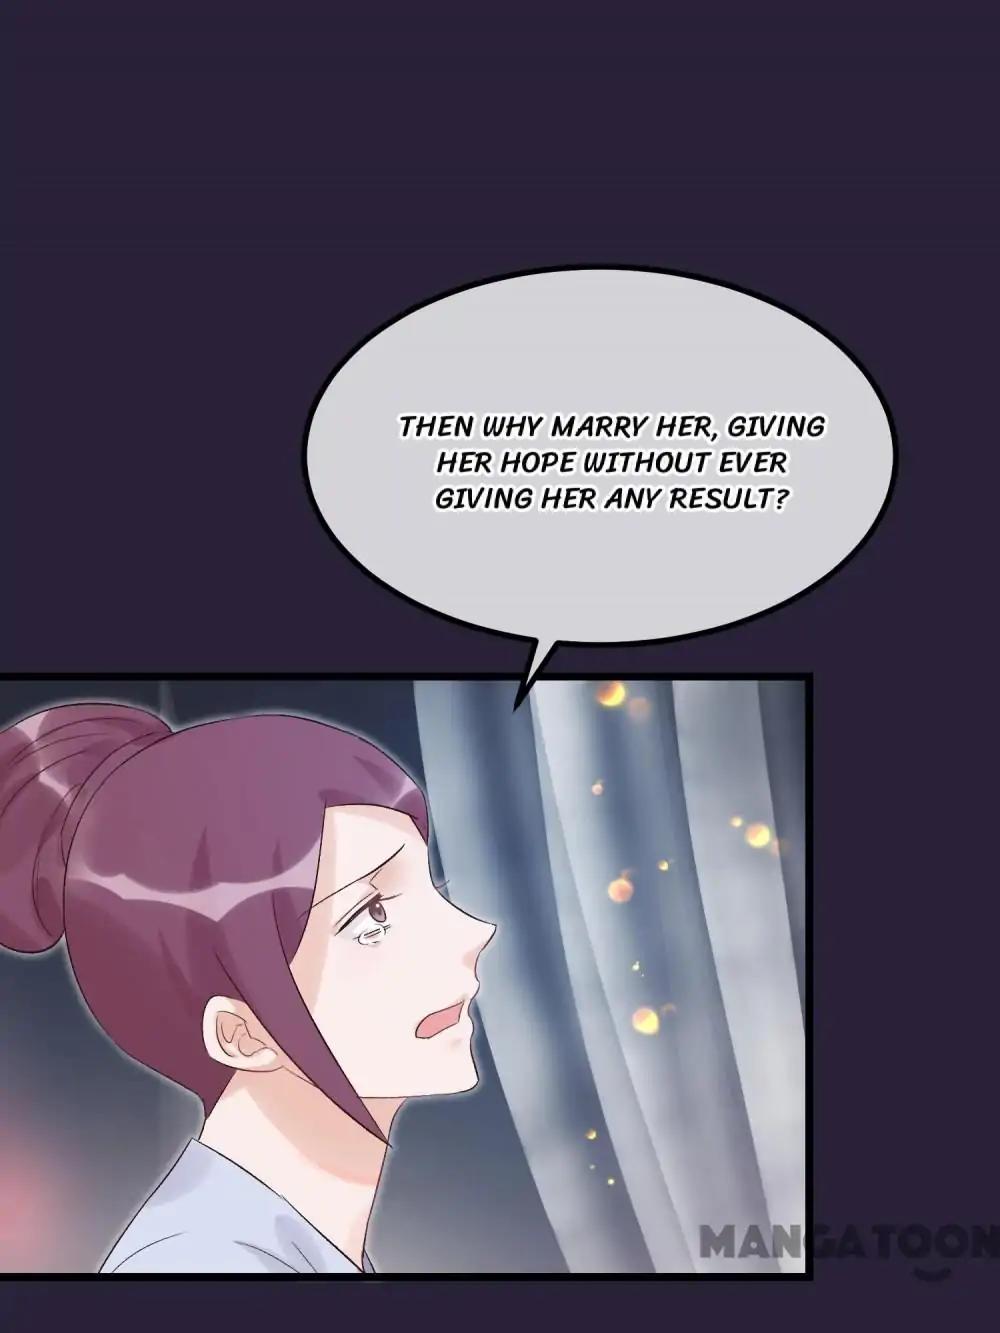 THEN WHY MARRY HER, GIVING
HER HOPE WITHOUT EVER
GIVING HER ANY RESULT?
MANGATOON